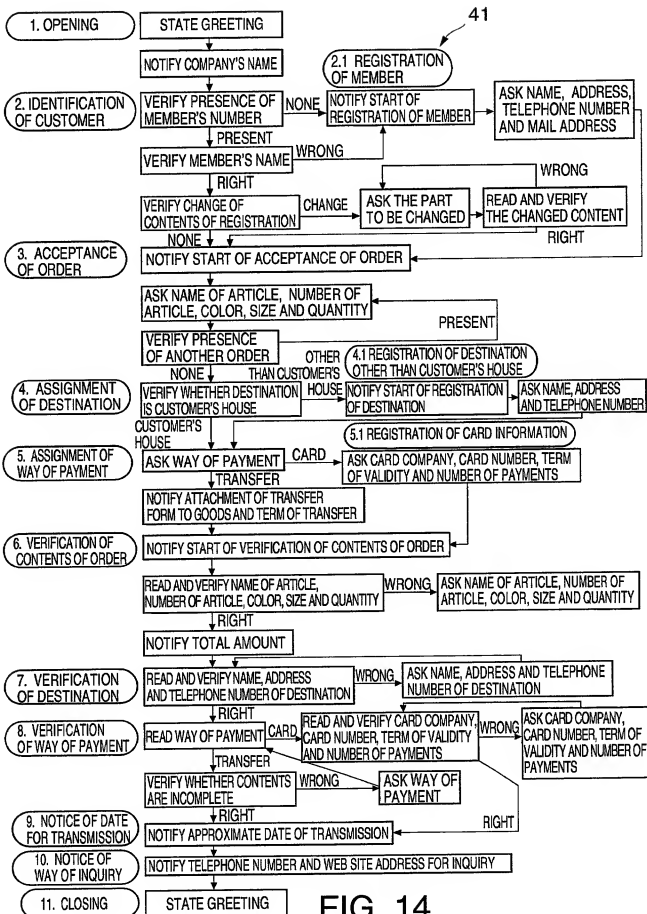 41
1. OPENING
STATE GREETING
NOTIFY COMPANY'S NAME
2.1 REGISTRATION
OF MEMBER
2. IDENTIFICATION
OF CUSTOMER
VERIFY PRESENCE OF
MEMBER'S NUMBER
NONE
NOTIFY START OF
REGISTRATION OF MEMBER
ASK NAME, ADDRESS,
TELEPHONE NUMBER
AND MAIL ADDRESS
PRESENT
VERIFY MEMBER'S NAME
WRONG
RIGHT
VERIFY CHANGE OF
CONTENTS OF REGISTRATION
CHANGE
ASK THE PART
TO BE CHANGED
WRONG
READ AND VERIFY
THE CHANGED CONTENT
RIGHT
NONE
3. ACCEPTANCE
OF ORDER
NOTIFY START OF ACCEPTANCE OF ORDER
ASK NAME OF ARTICLE, NUMBER OF
ARTICLE, COLOR, SIZE AND QUANTITY
PRESENT
VERIFY PRESENCE
OF ANOTHER ORDER
NONE
OTHER
THAN CUSTOMER'S
HOUSE
4.1 REGISTRATION OF DESTINATION
OTHER THAN CUSTOMER'S HOUSE
4. ASSIGNMENT
OF DESTINATION
VERIFY WHETHER DESTINATION
IS CUSTOMER'S HOUSE
NOTIFY START OF REGISTRATION
OF DESTINATION
ASK NAME, ADDRESS
AND TELEPHONE NUMBER
CUSTOMER'S
HOUSE
5.1 REGISTRATION OF CARD INFORMATION
5. ASSIGNMENT OF
WAY OF PAYMENT
ASK WAY OF PAYMENT
CARD
ASK CARD COMPANY, CARD NUMBER, TERM
OF VALIDITY AND NUMBER OF PAYMENTS
TRANSFER
NOTIFY ATTACHMENT OF TRANSFER
FORM TO GOODS AND TERM OF TRANSFER
6. VERIFICATION OF
CONTENTS OF ORDER
NOTIFY START OF VERIFICATION OF CONTENTS OF ORDER
READ AND VERIFY NAME OF ARTICLE,
NUMBER OF ARTICLE, COLOR, SIZE AND QUANTITY
WRONG
ASK NAME OF ARTICLE, NUMBER OF
ARTICLE, COLOR, SIZE AND QUANTITY
RIGHT
NOTIFY TOTAL AMOUNT
7. VERIFICATION
OF DESTINATION
READ AND VERIFY NAME, ADDRESS
AND TELEPHONE NUMBER OF DESTINATION
WRONG
ASK NAME, ADDRESS AND TELEPHONE
NUMBER OF DESTINATION
RIGHT
8. VERIFICATION
OF WAY OF PAYMENT
READ WAY OF PAYMENT
CARD
READ AND VERIFY CARD COMPANY,
CARD NUMBER, TERM OF VALIDITY
AND NUMBER OF PAYMENTS
WRONG
ASK CARD COMPANY,
CARD NUMBER, TERM OF
VALIDITY AND NUMBER OF
PAYMENTS
TRANSFER
VERIFY WHETHER CONTENTS
ARE INCOMPLETE
WRONG
ASK WAY OF
PAYMENT
RIGHT
RIGHT
9. NOTICE OF DATE
FOR TRANSMISSION
NOTIFY APPROXIMATE DATE OF TRANSMISSION
10. NOTICE OF
WAY OF INQUIRY
NOTIFY TELEPHONE NUMBER AND WEB SITE ADDRESS FOR INQUIRY
11. CLOSING
STATE GREETING
FIG. 14